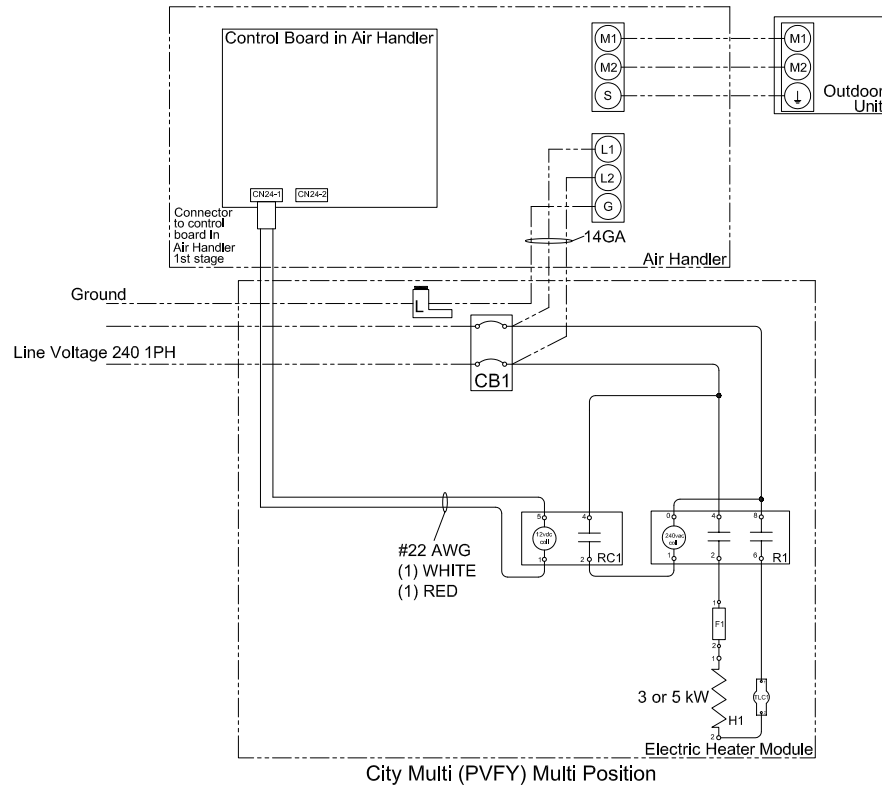 Control Board in Air Handler
M1
M2
S
M1
M2
Outdoor
Unit
L1
L2
G
CN24-1
CN24-2
Connector
to control
board In
Air Handler
1st stage
14GA
Air Handler
Ground
L
Line Voltage 240 1PH
CB1
5
4
0
4
8
12vdc
coil
240vac
coil
1
2
RC1
1
2
6
R1
#22 AWG
(1) WHITE
(1) RED
1
F1
2
1
3 or 5 kW
TLC1
H1
2
Electric Heater Module
City Multi (PVFY) Multi Position